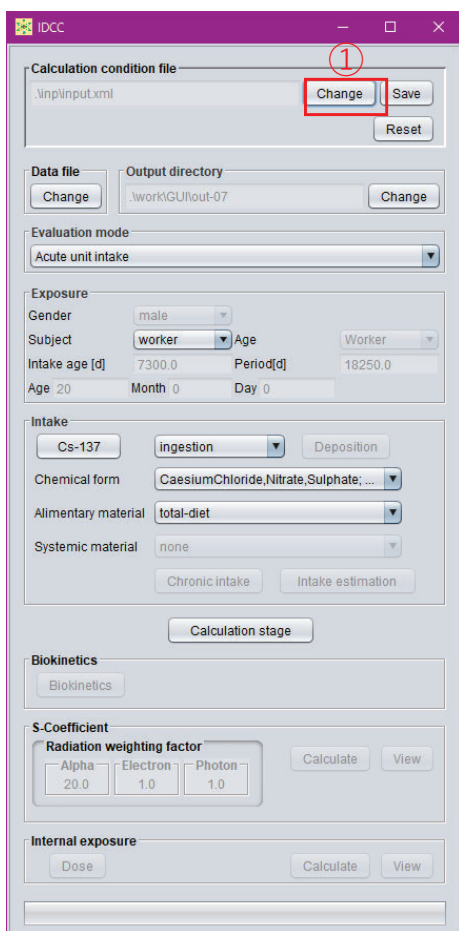 IDCC
①
Calculation condition file
.\inp\input.xml Change Save
Reset
Data file Output directory
Change .\work\GUI\out-07 Change
Evaluation mode
Acute unit intake
Exposure
Gender male
Subject worker Age Worker
Intake age [d] 7300.0 Period[d] 18250.0
Age 20 Month 0 Day 0
Intake
Cs-137 ingestion Deposition
Chemical form CaesiumChloride,Nitrate,Sulphate; ...
Alimentary material total-diet
Systemic material none
Chronic intake Intake estimation
Calculation stage
Biokinetics
Biokinetics
S-Coefficient
Radiation weighting factor
Alpha Electron Photon Calculate View
20.0 1.0 1.0
Internal exposure
Dose Calculate View